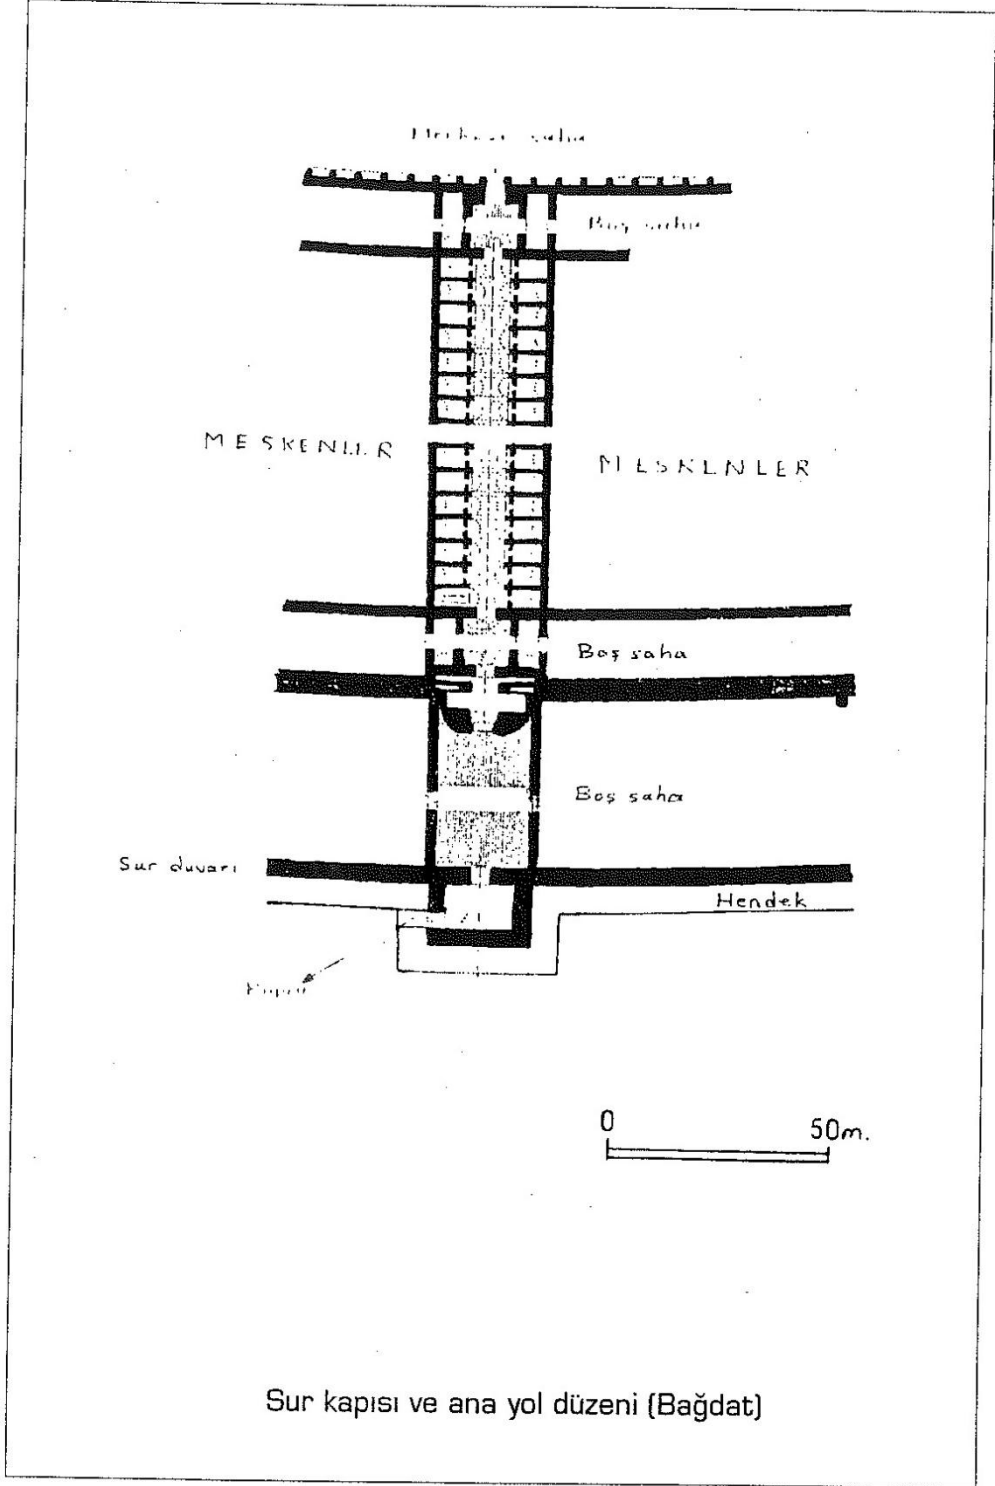 saha
Boş saha
MESKENLER
MESKENLER
Boş saha
Boş saha
Sur duvarı
Hendek
0 50m.
Sur kapısı ve ana yol düzeni (Bağdat)